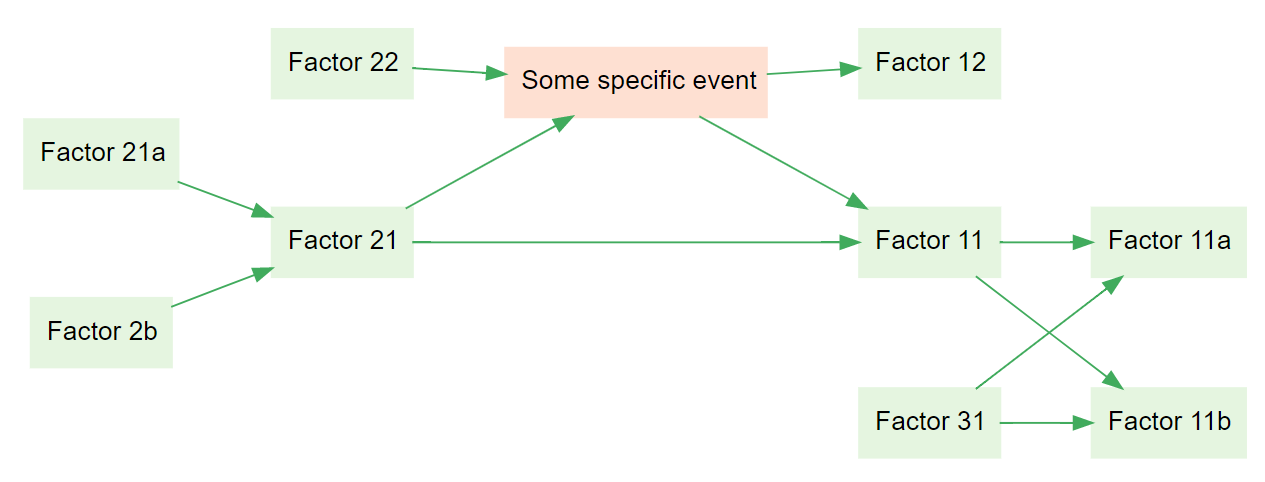 Factor 22
Some specific event
Factor 12
Factor 21a
Factor 21
Factor 11
Factor 11a
Factor 2b
Factor 31
Factor 11b